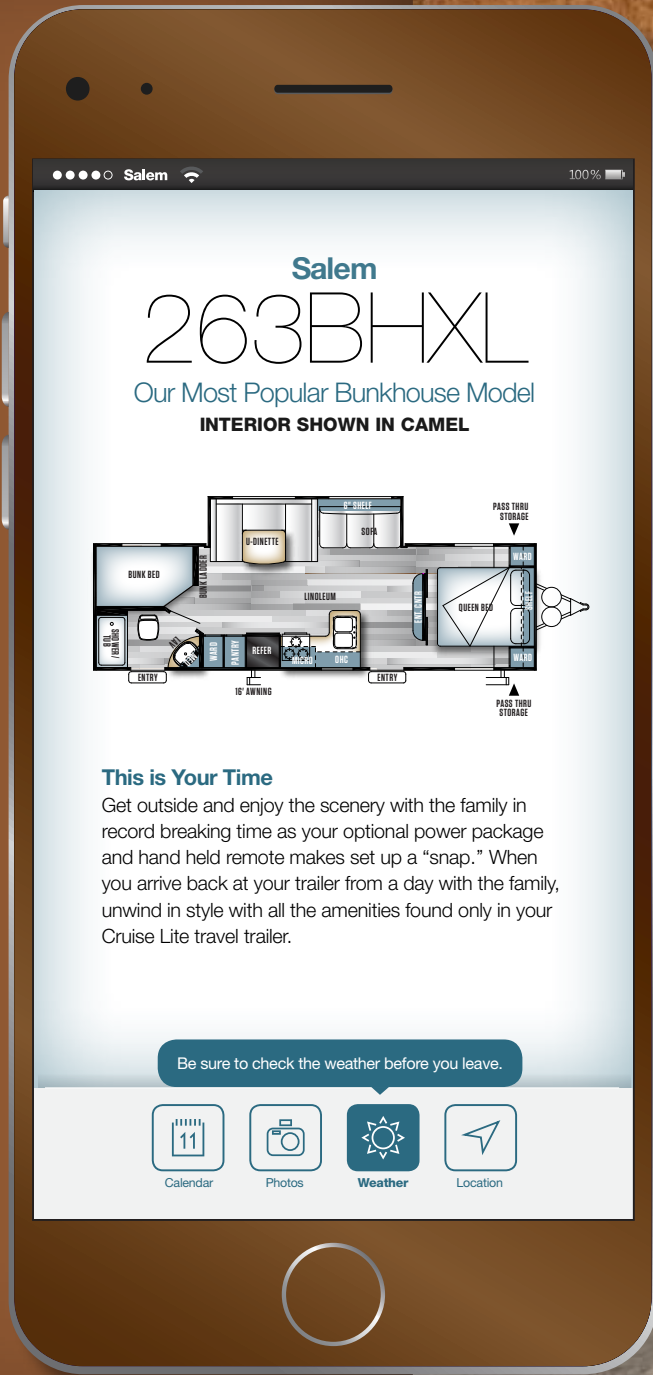 Salem
100%
Salem
263BHXL
Our Most Popular Bunkhouse Model
INTERIOR SHOWN IN CAMEL
6" SHELF
PASS THRU
STORAGE
U-DINETTE
SOFA
WARD
BUNK BED
BUNK LADDER
LINOLEUM
ENT CTR
QUEEN BED
SHELF
SHOWER/
TUB
LAV
WARD
PANTRY
REFER
MICRO
OHC
WARD
ENTRY
ENTRY
16' AWNING
PASS THRU
STORAGE
This is Your Time
Get outside and enjoy the scenery with the family in
record breaking time as your optional power package
and hand held remote makes set up a “snap.” When
you arrive back at your trailer from a day with the family,
unwind in style with all the amenities found only in your
Cruise Lite travel trailer.
Be sure to check the weather before you leave.
11
Calendar
Photos
Weather
Location